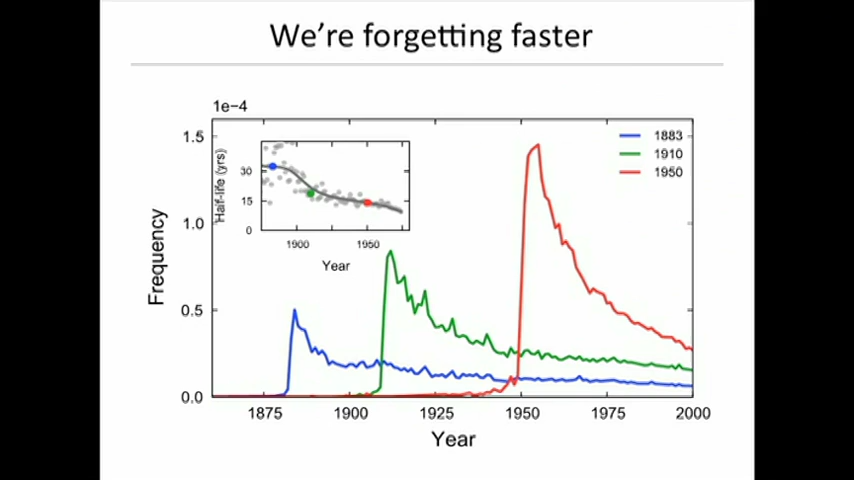 We're forgetting faster
1e−4
1.5
1.0
0.5
0.0
Frequency
1875 1900 1925 1950 1975 2000
Year
1883
1910
1950
Half-life (yrs)
30
15
0
1900 1950
Year